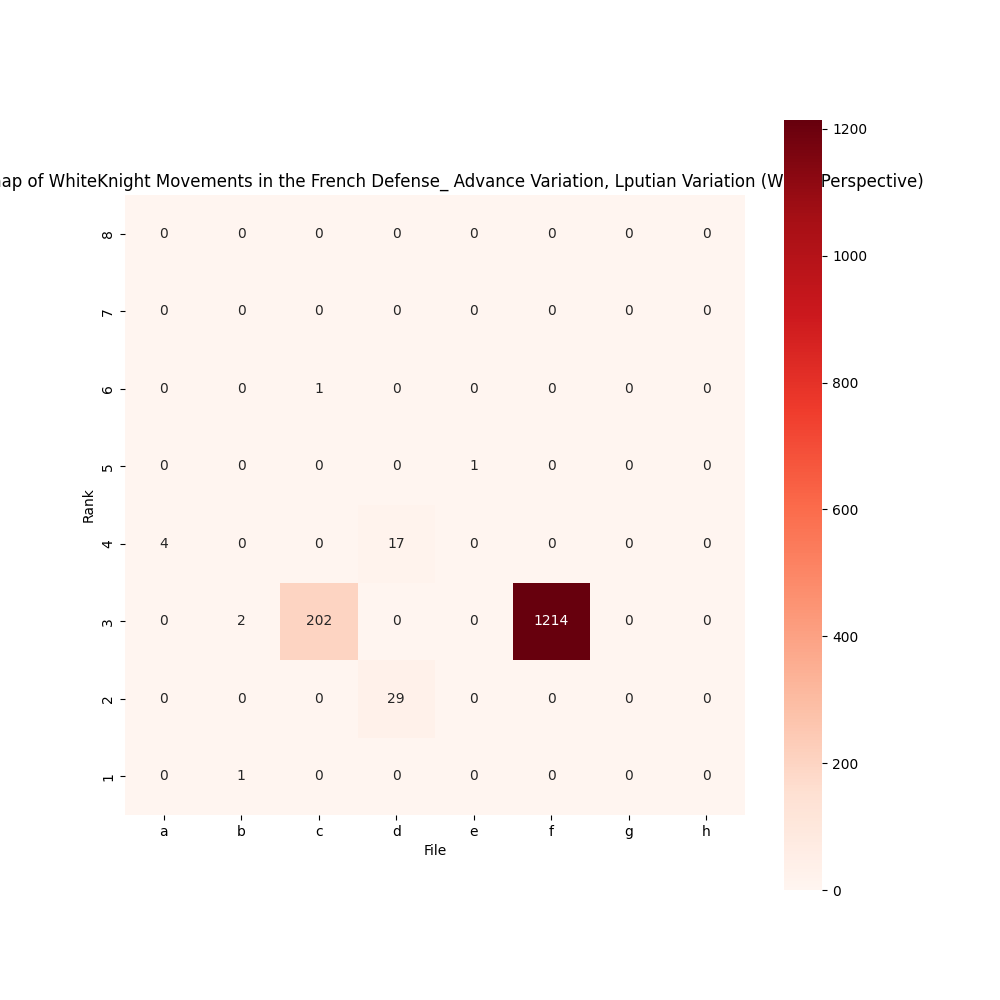 1200
ap of WhiteKnight Movements in the French Defense_ Advance Variation, Lputian Variation (W Perspective)
8 0 0 0 0 0 0 0 0
1000
7 0 0 0 0 0 0 0 0
800
6 0 0 1 0 0 0 0 0
5 0 0 0 0 1 0 0 0
Rank
600
4 4 0 0 17 0 0 0 0
400
3 0 2 202 0 0 1214 0 0
2 0 0 0 29 0 0 0 0
200
1 0 1 0 0 0 0 0 0
a b c d e f g h
File
0